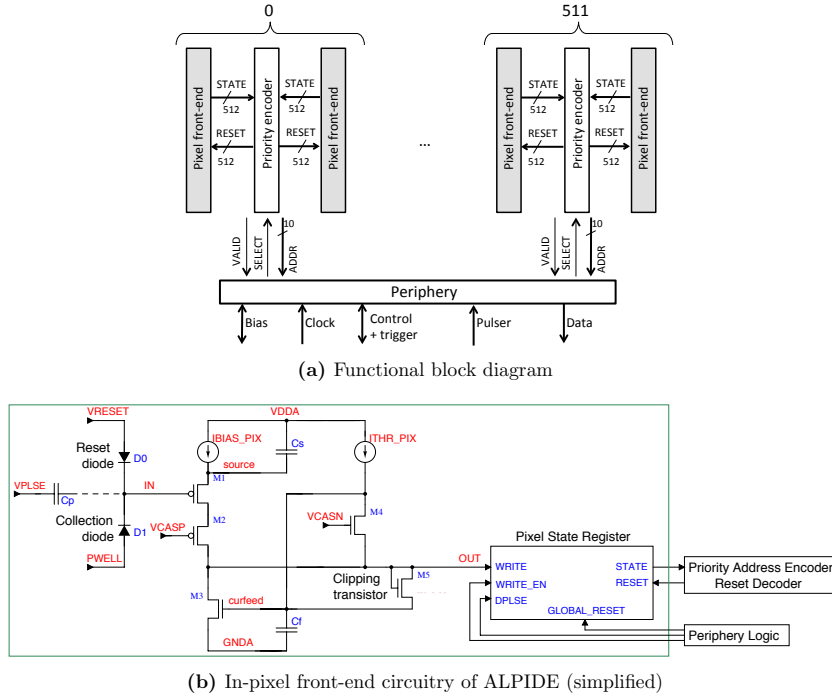 0
511
Pixel front-end
STATE
512
RESET
512
Priority encoder
STATE
512
RESET
512
Pixel front-end
...
Pixel front-end
STATE
512
RESET
512
Priority encoder
STATE
512
RESET
512
Pixel front-end
VALID
SELECT
10
ADDR
VALID
SELECT
10
ADDR
Periphery
Bias
Clock
Control
+ trigger
Pulser
Data
(a) Functional block diagram
VRESET
VDDA
IBIAS_PIX
Cs
ITHR_PIX
Reset
diode
D0
source
VPLSE
Cp
IN
M1
Collection
diode
D1
VCASP
M2
VCASN
M4
PWELL
OUT
Clipping
transistor
M5
M3
curfeed
Cf
GNDA
Pixel State Register
WRITE
STATE
WRITE_EN
RESET
DPLSE
GLOBAL_RESET
Priority Address Encoder
Reset Decoder
Periphery Logic
(b) In-pixel front-end circuitry of ALPIDE (simplified)